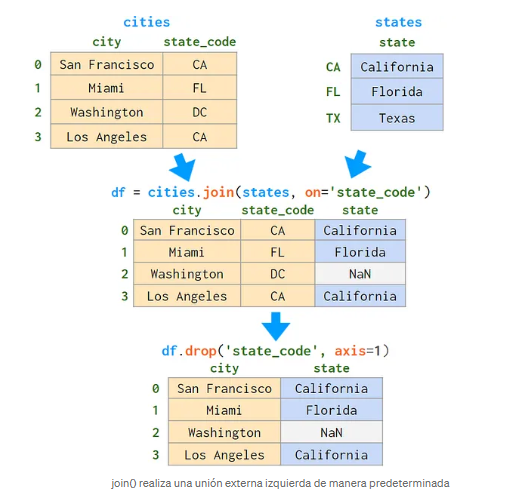 cities states
city state_code state
0 San Francisco CA CA California
1 Miami FL FL Florida
2 Washington DC TX Texas
3 Los Angeles CA
df = cities.join(states, on='state_code')
city state_code state
0 San Francisco CA California
1 Miami FL Florida
2 Washington DC NaN
3 Los Angeles CA California
df.drop('state_code', axis=1)
city state
0 San Francisco California
1 Miami Florida
2 Washington NaN
3 Los Angeles California
join() realiza una unión externa izquierda de manera predeterminada